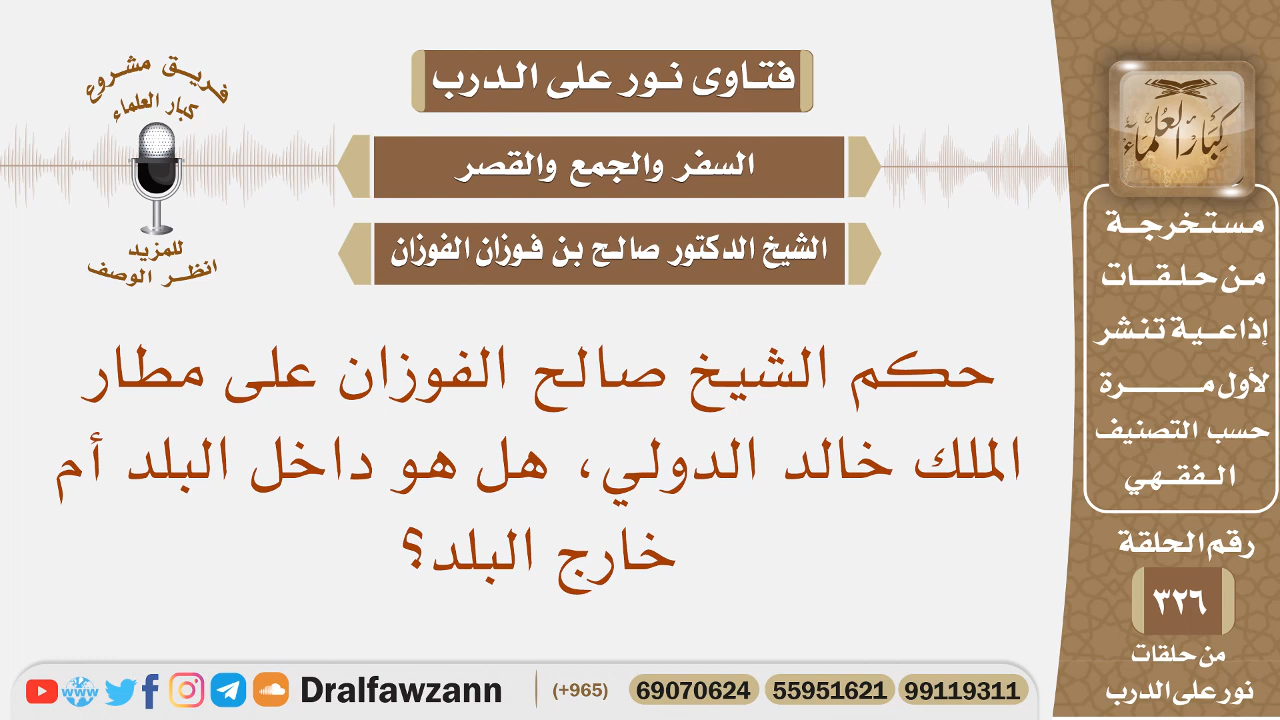 فتاوى نور على الدرب
السفر والجمع والقصر
الشيخ الدكتور صالح بن فوزان الفوزان
حكم الشيخ صالح الفوزان على مطار
الملك خالد الدولي، هل هو داخل البلد أم
خارج البلد؟
فريق مشروع
كبار العلماء
للمزيد
انظر الوصف
كبار العلماء
مستخرجة
من حلقات
إذاعية تنشر
لأول مرة
حسب التصنيف
الفقهي
رقم الحلقة
٣٢٦
من حلقات
نور على الدرب
www Dralfawzann (+965) 69070624 55951621 99119311